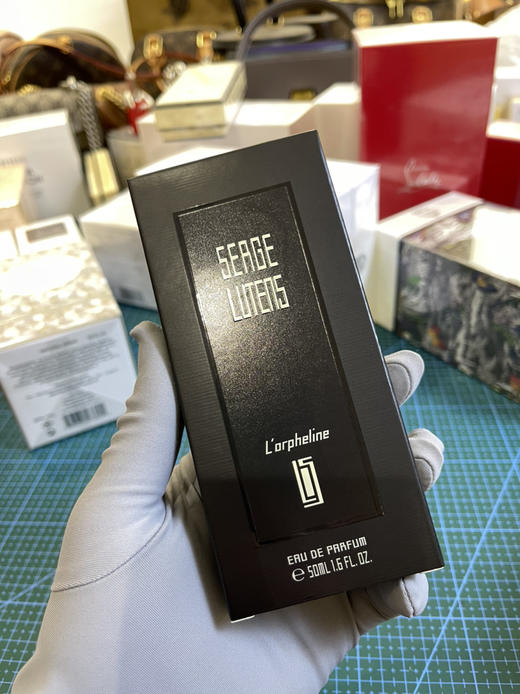 SERGE
LUTENS
L'orpheline
EAU DE PARFUM
e 50ML 1.6 FL. OZ.